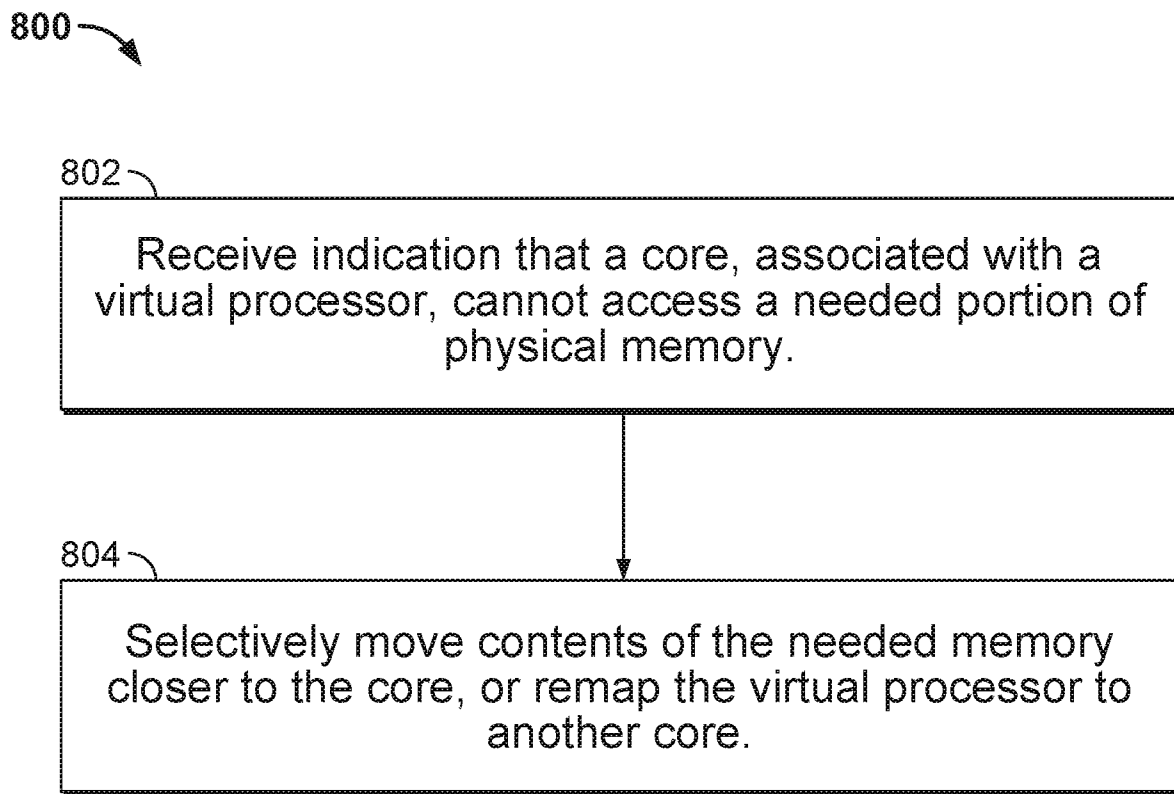 800
802
Receive indication that a core, associated with a
virtual processor, cannot access a needed portion of
physical memory.
804
Selectively move contents of the needed memory
closer to the core, or remap the virtual processor to
another core.